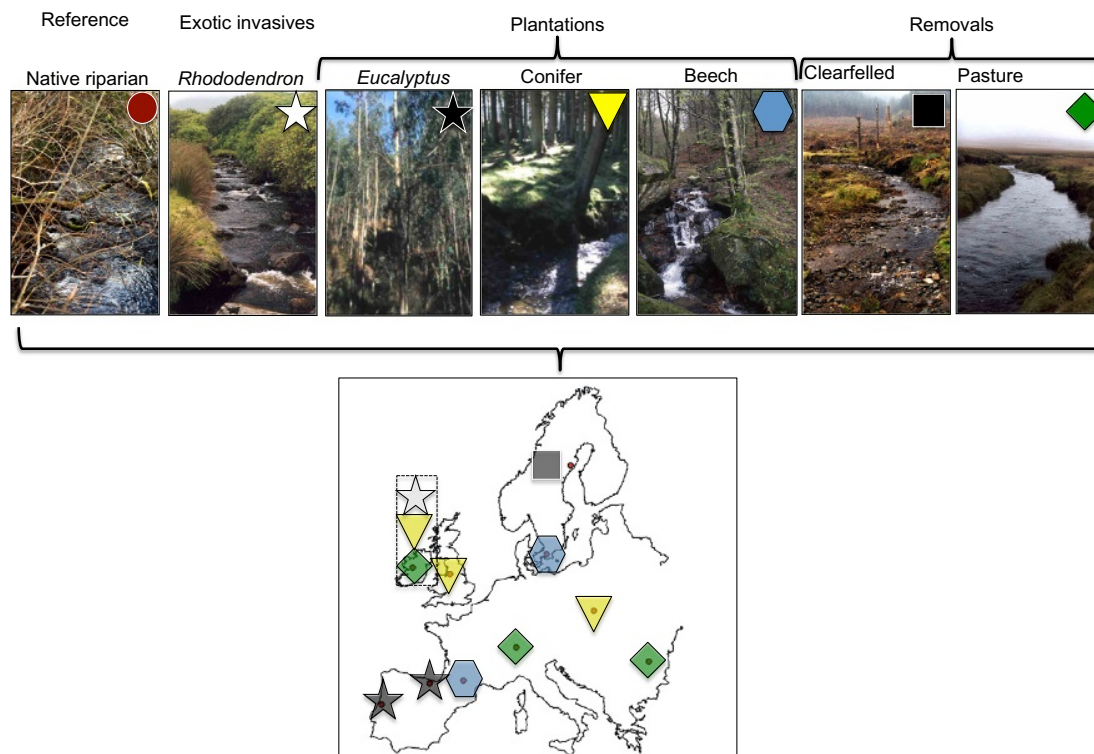 Reference
Exotic invasives
Plantations
Removals
Native riparian
Rhododendron
Eucalyptus
Conifer
Beech
Clearfelled
Pasture